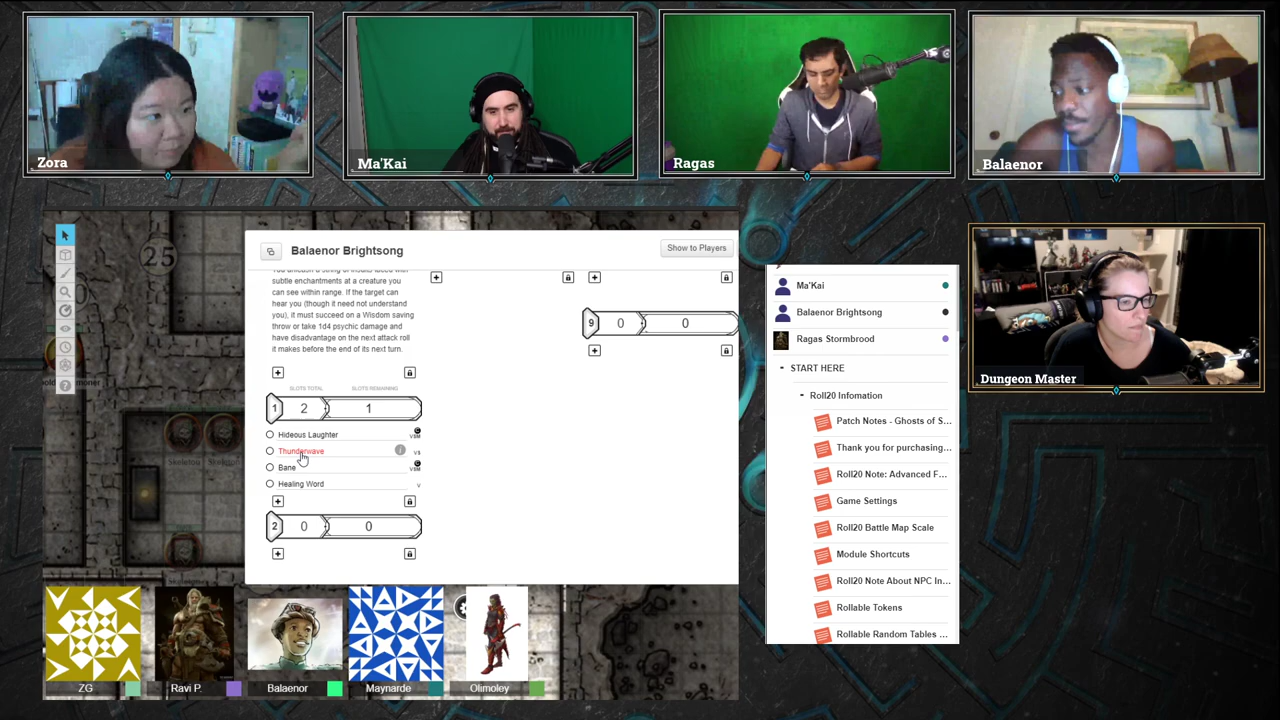 Zora
Ma'Kai
Ragas
Balaenor
25
Balaenor Brightsong
Show to Players
subtle enchantments at a creature you
can see within range. If the target can
hear you (though it need not understand
you), it must succeed on a Wisdom saving
throw or take 1d4 psychic damage and
have disadvantage on the next attack roll
it makes before the end of its next turn.
SLOTS TOTAL
SLOTS REMAINING
1 2 1
Hideous Laughter
C
VSM
Thunderwave
VS
Bane
C
VSM
Healing Word
V
2 0 0
9 0 0
Skeleton
Ma'Kai
Balaenor Brightsong
Ragas Stormbrood
START HERE
Roll20 Infomation
Patch Notes - Ghosts of S...
Thank you for purchasing...
Roll20 Note: Advanced F...
Game Settings
Roll20 Battle Map Scale
Module Shortcuts
Roll20 Note About NPC In...
Rollable Tokens
Rollable Random Tables ...
Dungeon Master
ZG
Ravi P.
Balaenor
Maynarde
Olimoley